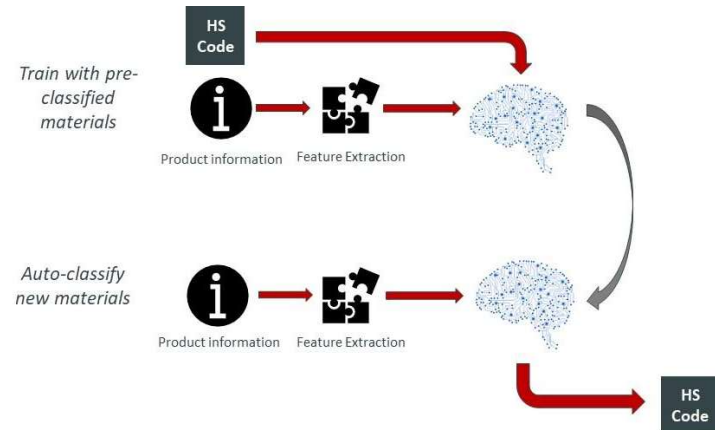 HS
Code
Train with pre-
classified
materials
Product information
Feature Extraction
Auto-classify
new materials
Product information
Feature Extraction
HS
Code